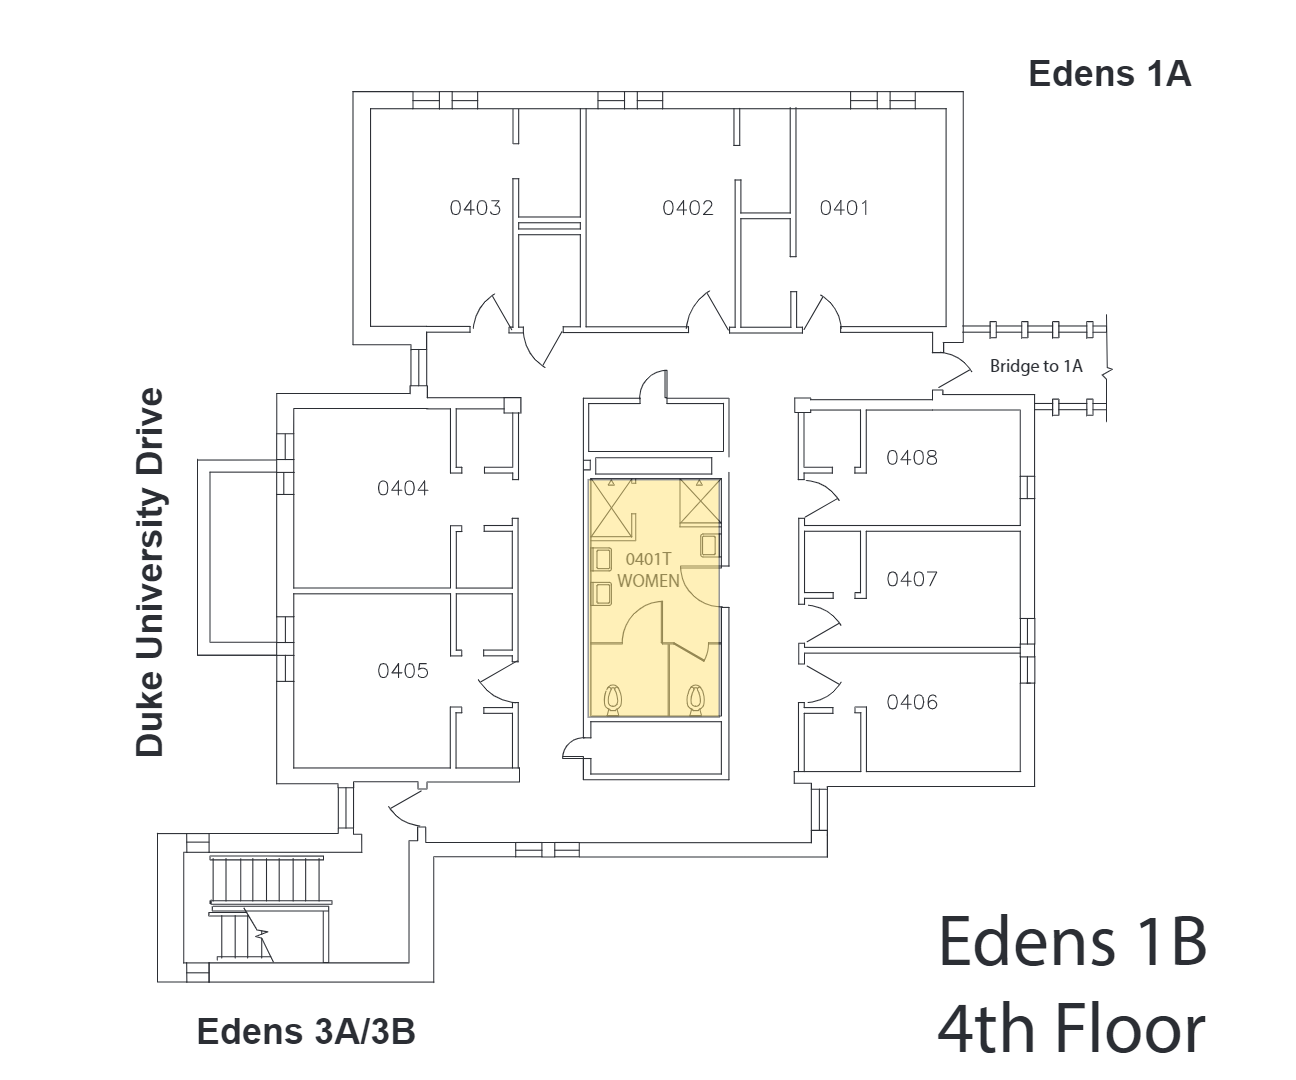 Edens 1A
0403
0402
0401
Bridge to 1A
Duke University Drive
0404
0408
0401T
WOMEN
0407
0405
0406
Edens 1B
4th Floor
Edens 3A/3B